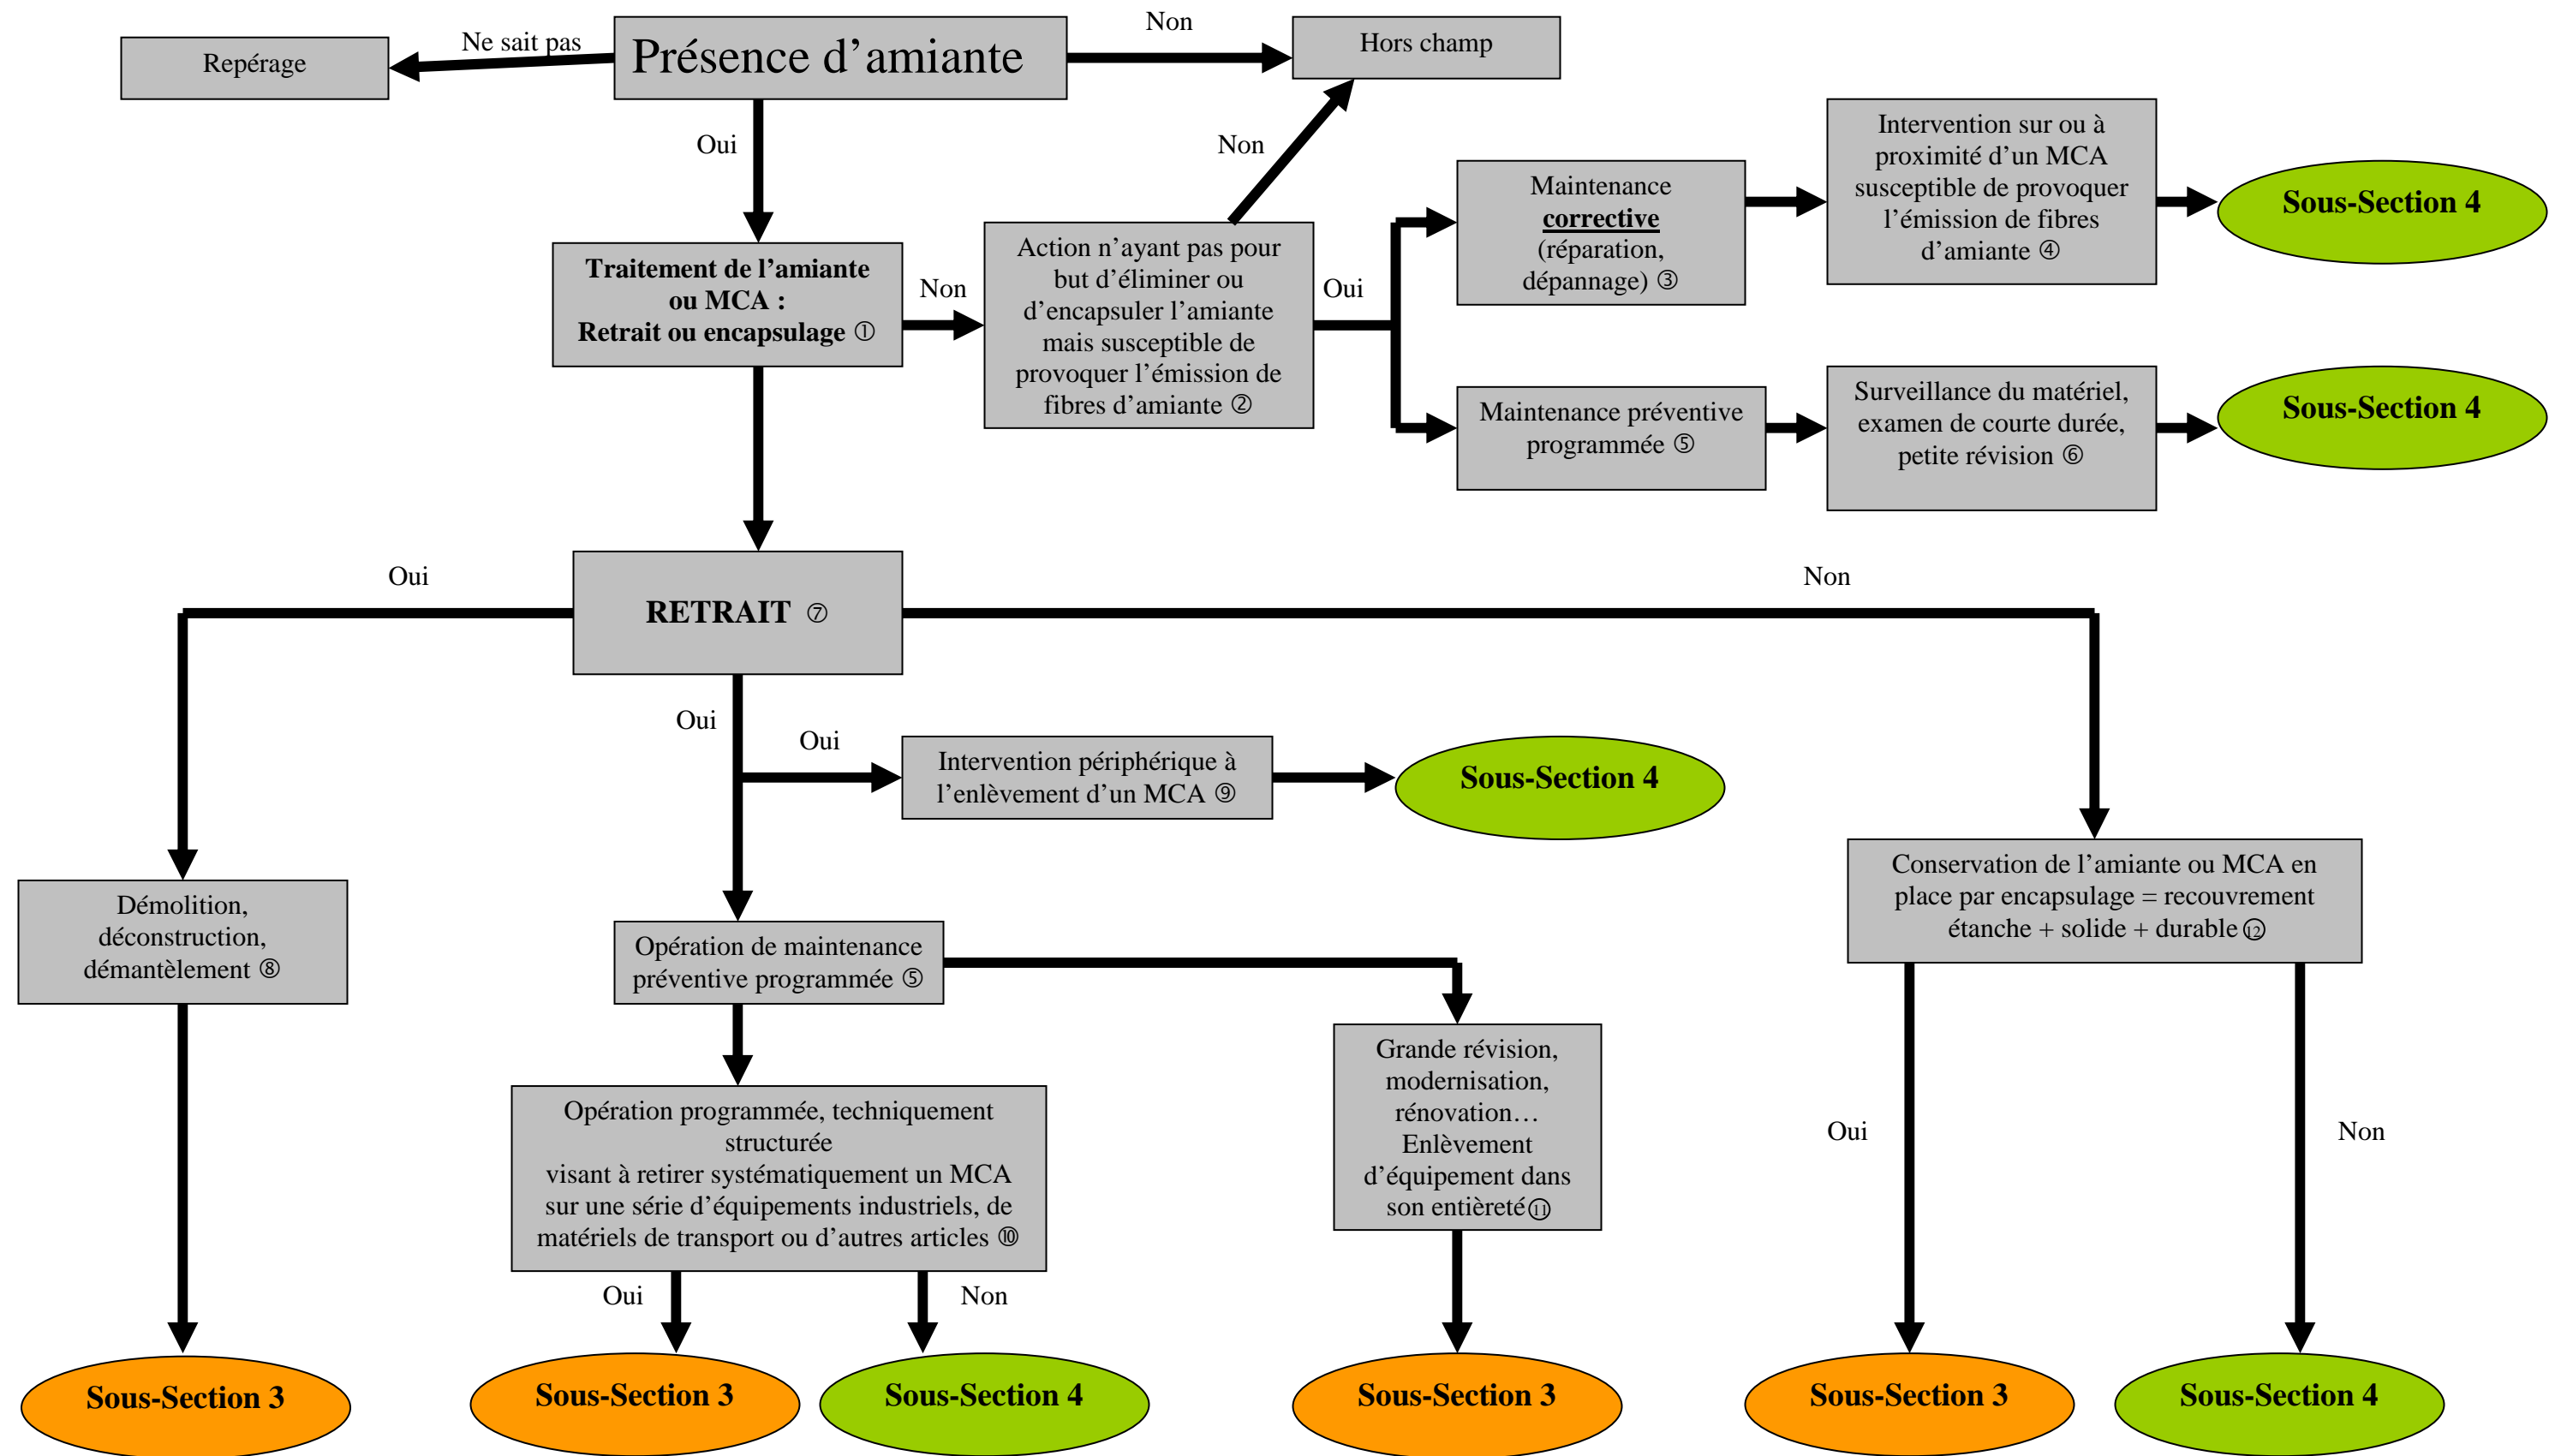 Ne sait pas
Non
Repérage
Présence d’amiante
Hors champ
Oui
Non
Traitement de l’amiante
ou MCA :
Retrait ou encapsulage ①
Non
Action n’ayant pas pour
but d’éliminer ou
d’encapsuler l’amiante
mais susceptible de
provoquer l’émission de
fibres d’amiante ②
Oui
Maintenance
corrective
(réparation,
dépannage) ③
Intervention sur ou à
proximité d’un MCA
susceptible de provoquer
l’émission de fibres
d’amiante ④
Sous-Section 4
Maintenance préventive
programmée ⑤
Surveillance du matériel,
examen de courte durée,
petite révision ⑥
Sous-Section 4
Oui
RETRAIT ⑦
Non
Oui
Oui
Intervention périphérique à
l’enlèvement d’un MCA ⑨
Sous-Section 4
Démolition,
déconstruction,
démantèlement ⑧
Opération de maintenance
préventive programmée ⑤
Conservation de l’amiante ou MCA en
place par encapsulage = recouvrement
étanche + solide + durable ⑫
Opération programmée, techniquement
structurée
visant à retirer systématiquement un MCA
sur une série d’équipements industriels, de
matériels de transport ou d’autres articles ⑩
Grande révision,
modernisation,
rénovation…
Enlèvement
d’équipement dans
son entièreté ⑪
Oui
Non
Oui
Non
Sous-Section 3
Sous-Section 3
Sous-Section 4
Sous-Section 3
Sous-Section 3
Sous-Section 4